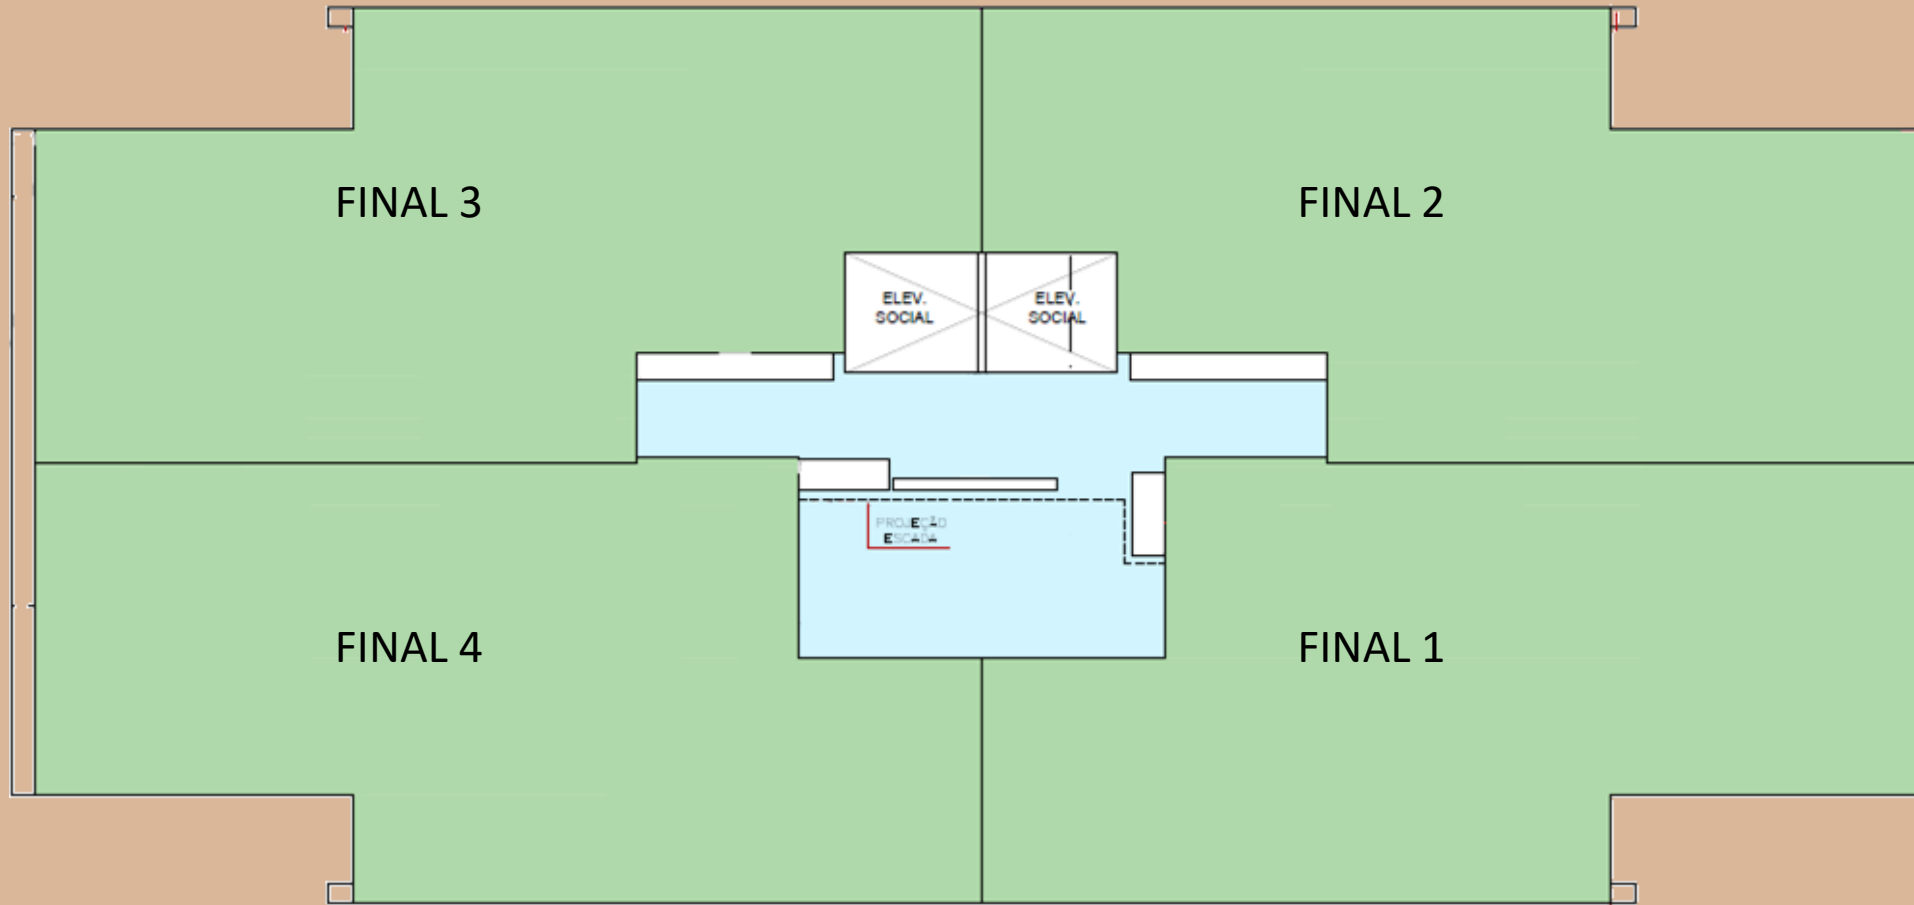 FINAL 3
FINAL 2
ELEV.
SOCIAL
ELEV.
SOCIAL
PROJEÇÃO
ESCADA
FINAL 4
FINAL 1